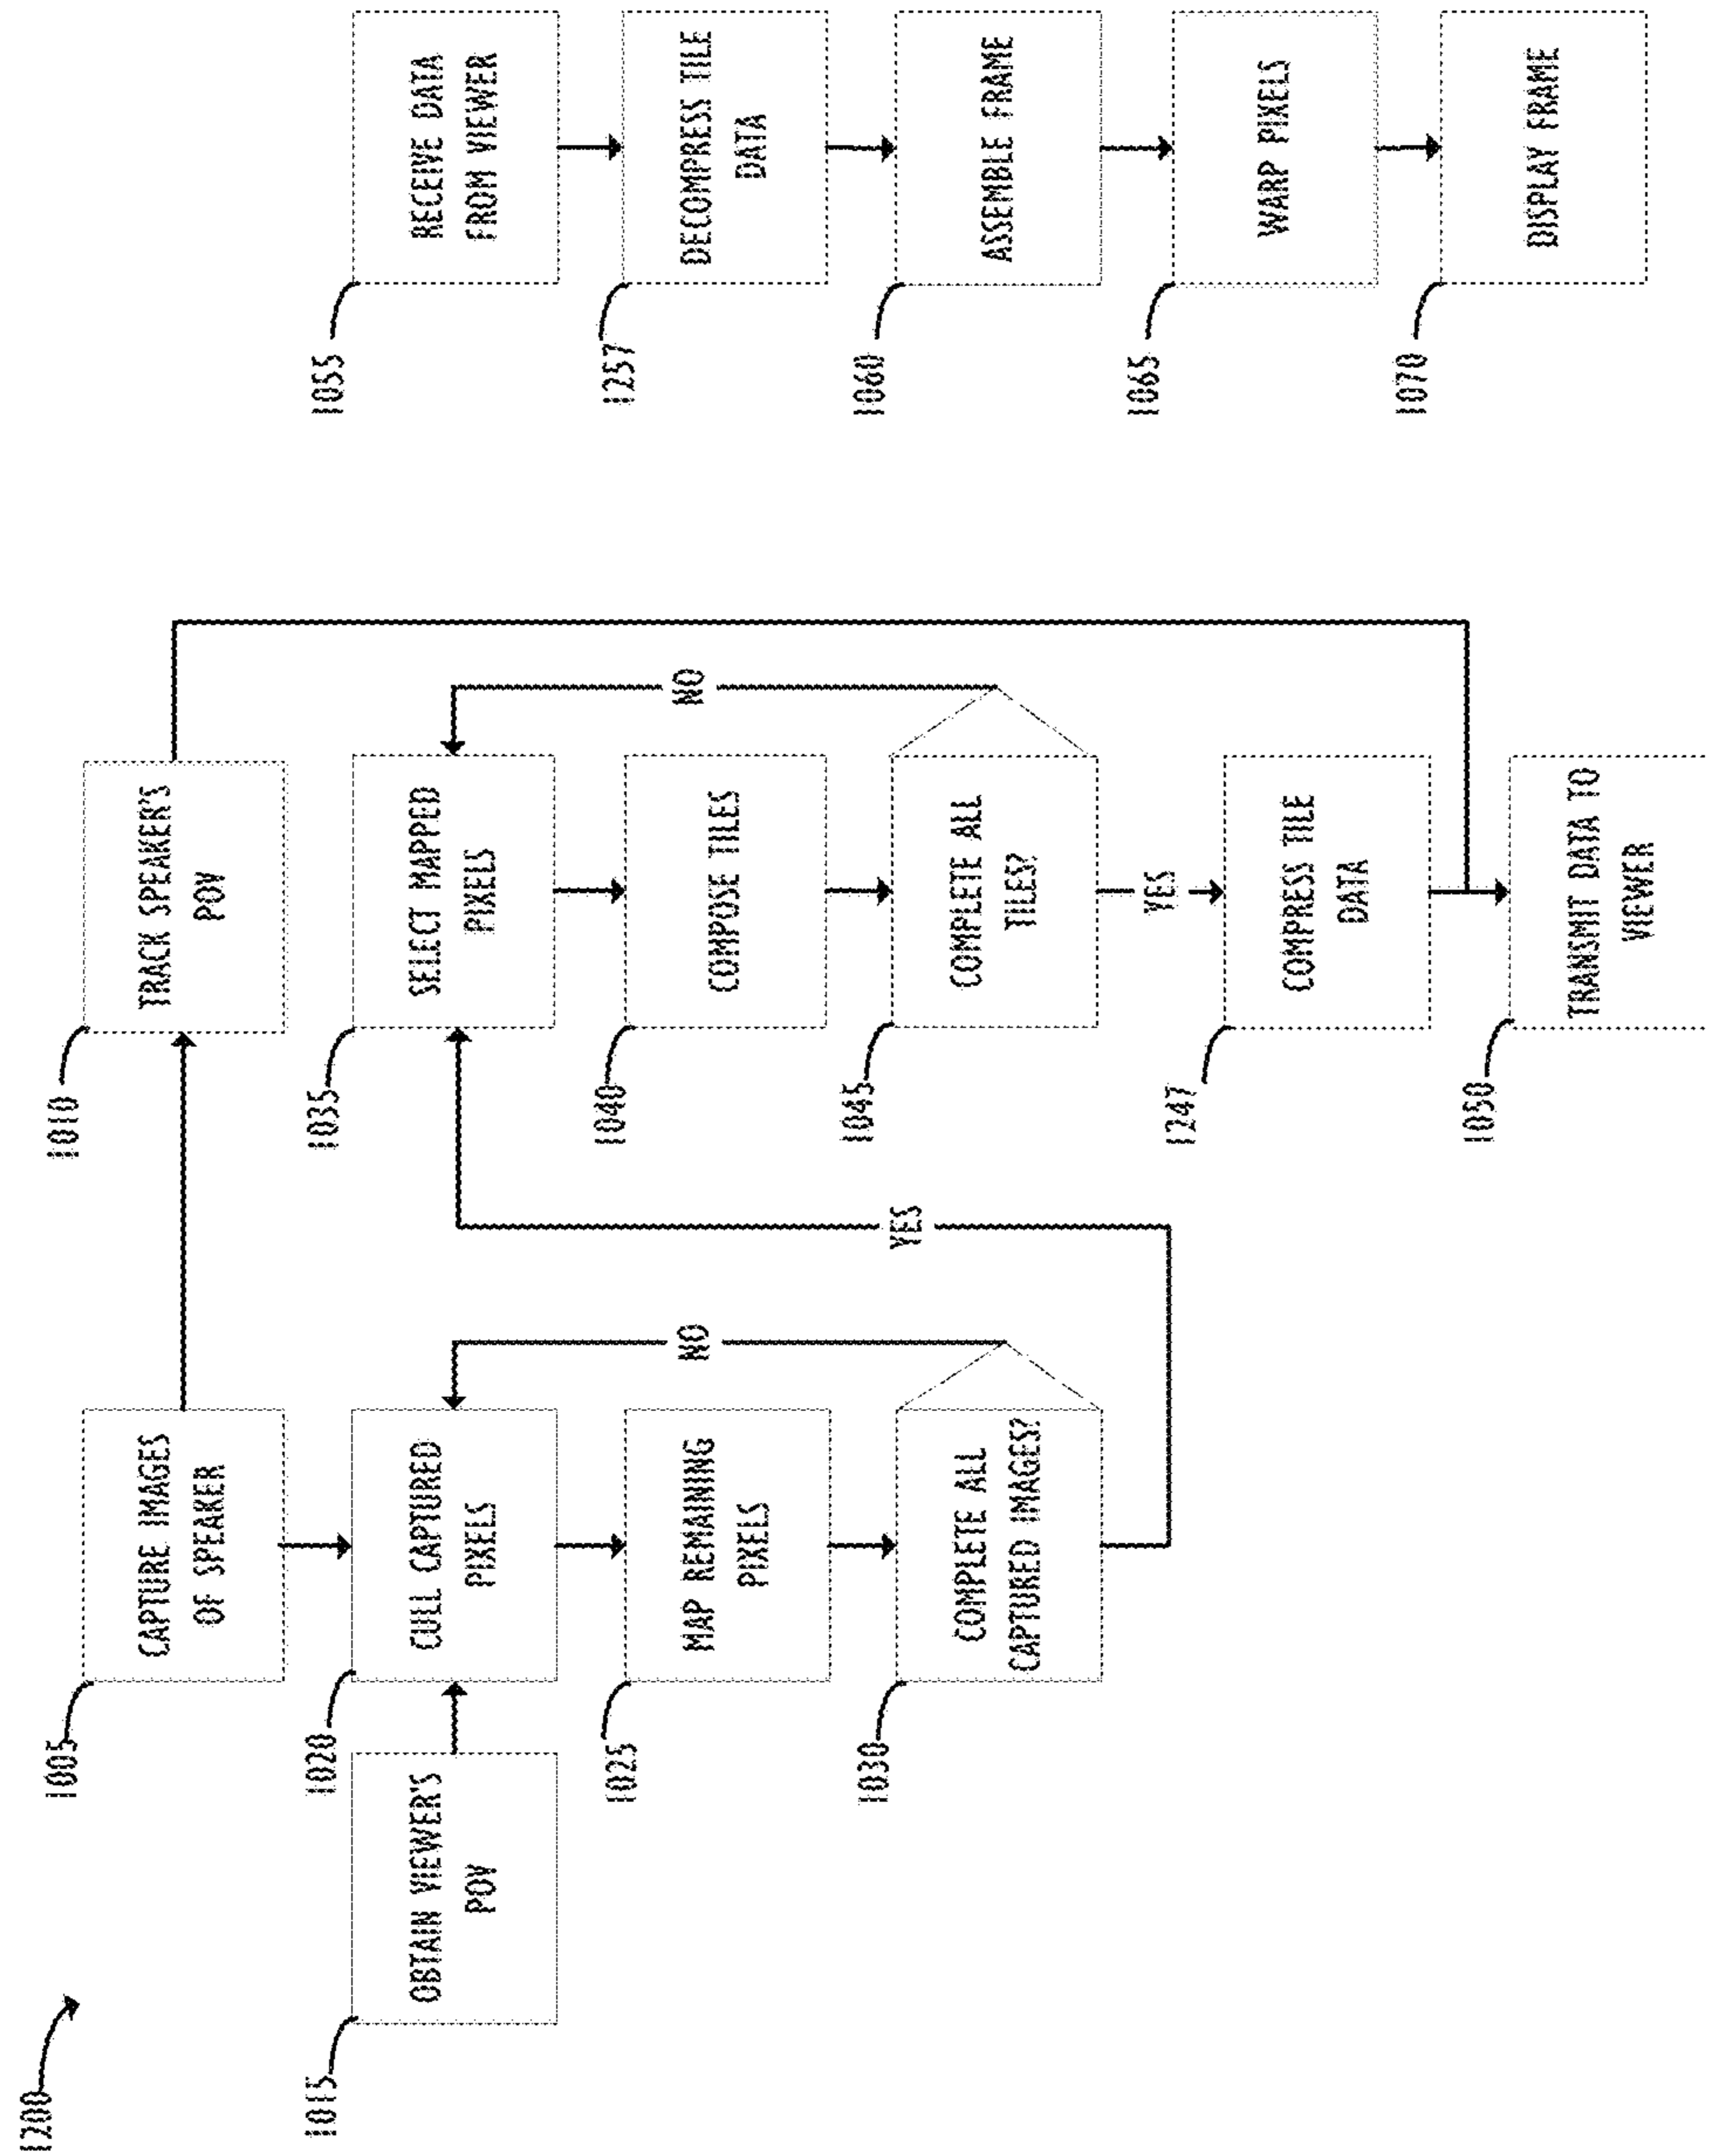 1200
1005
CAPTURE IMAGES
OF SPEAKER
1010
TRACK SPEAKER'S
POV
1015
OBTAIN VIEWER'S
POV
1020
CULL CAPTURED
PIXELS
NO
1025
MAP REMAINING
PIXELS
1030
COMPLETE ALL
CAPTURED IMAGES?
YES
1035
SELECT MAPPED
PIXELS
NO
1040
COMPOSE TILES
1045
COMPLETE ALL
TILES?
YES
1247
COMPRESS TILE
DATA
1050
TRANSMIT DATA TO
VIEWER
1055
RECEIVE DATA
FROM VIEWER
1257
DECOMPRESS TILE
DATA
1060
ASSEMBLE FRAME
1065
WARP PIXELS
1070
DISPLAY FRAME